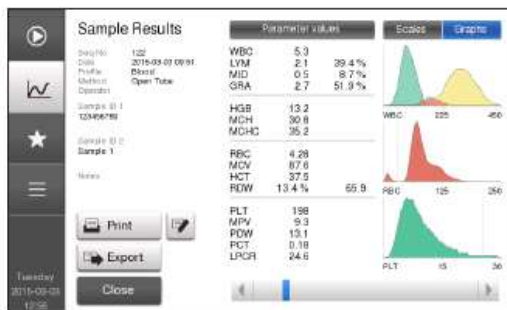 Sample Results
Seq.No. 122
Date 2015-09-03 09:51
Profile Blood
Method Open Tube
Operator
Sample ID 1
123456789
Sample ID 2
Sample 1
Notes
Print
Export
Close
Tuesday
2015-09-03
12:56
Parameter values
WBC 5.3
LYM 2.1 39.4 %
MID 0.5 8.7 %
GRA 2.7 51.9 %
HGB 13.2
MCH 30.8
MCHC 35.2
RBC 4.28
MCV 87.6
HCT 37.5
RDW 13.4 % 65.9
PLT 198
MPV 9.3
PDW 13.1
PCT 0.18
LPCR 24.6
Scales Graphs
WBC 225 450
RBC 125 250
PLT 15 30